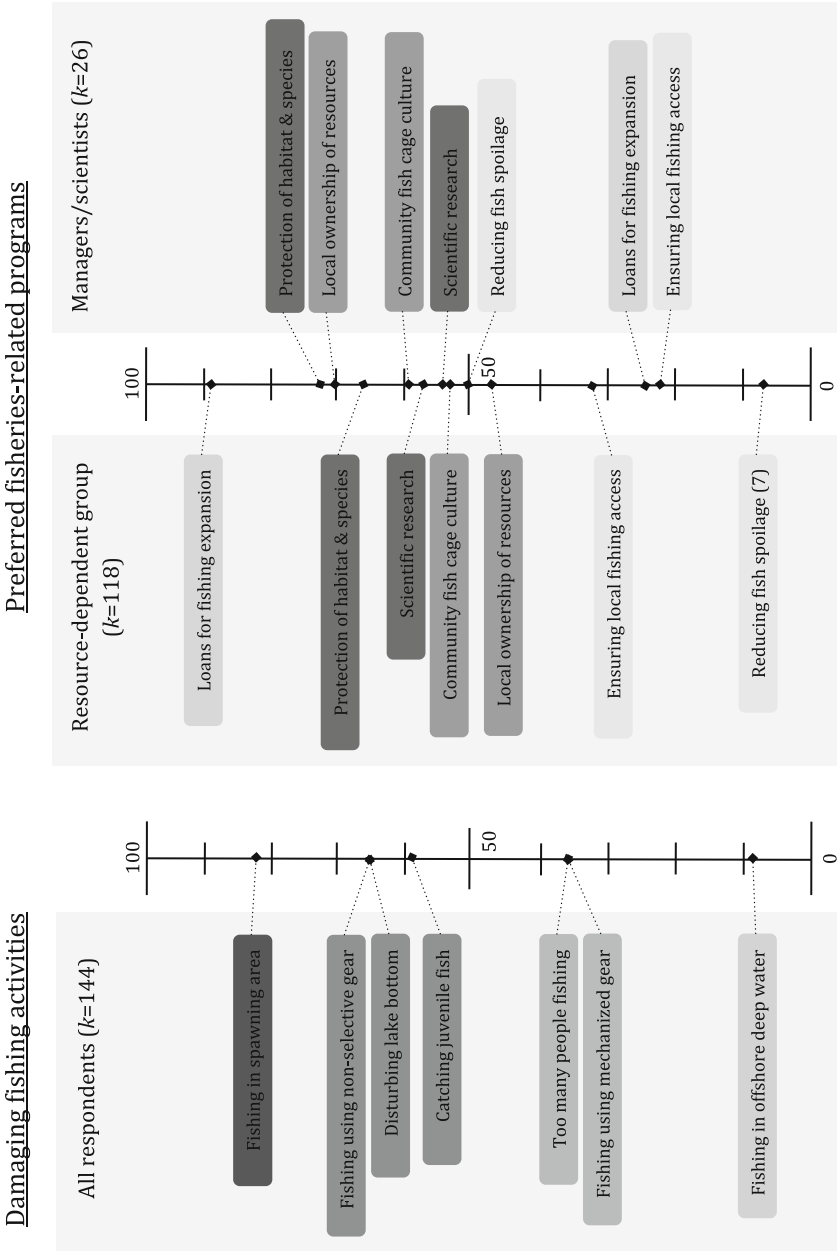 Damaging fishing activities
All respondents (k=144)
100
50
0
Fishing in spawning area
Fishing using non-selective gear
Disturbing lake bottom
Catching juvenile fish
Too many people fishing
Fishing using mechanized gear
Fishing in offshore deep water
Preferred fisheries-related programs
Resource-dependent group
(k=118)
Loans for fishing expansion
Protection of habitat & species
Scientific research
Community fish cage culture
Local ownership of resources
Ensuring local fishing access
Reducing fish spoilage (7)
100
50
0
Managers/scientists (k=26)
Protection of habitat & species
Local ownership of resources
Community fish cage culture
Scientific research
Reducing fish spoilage
Loans for fishing expansion
Ensuring local fishing access